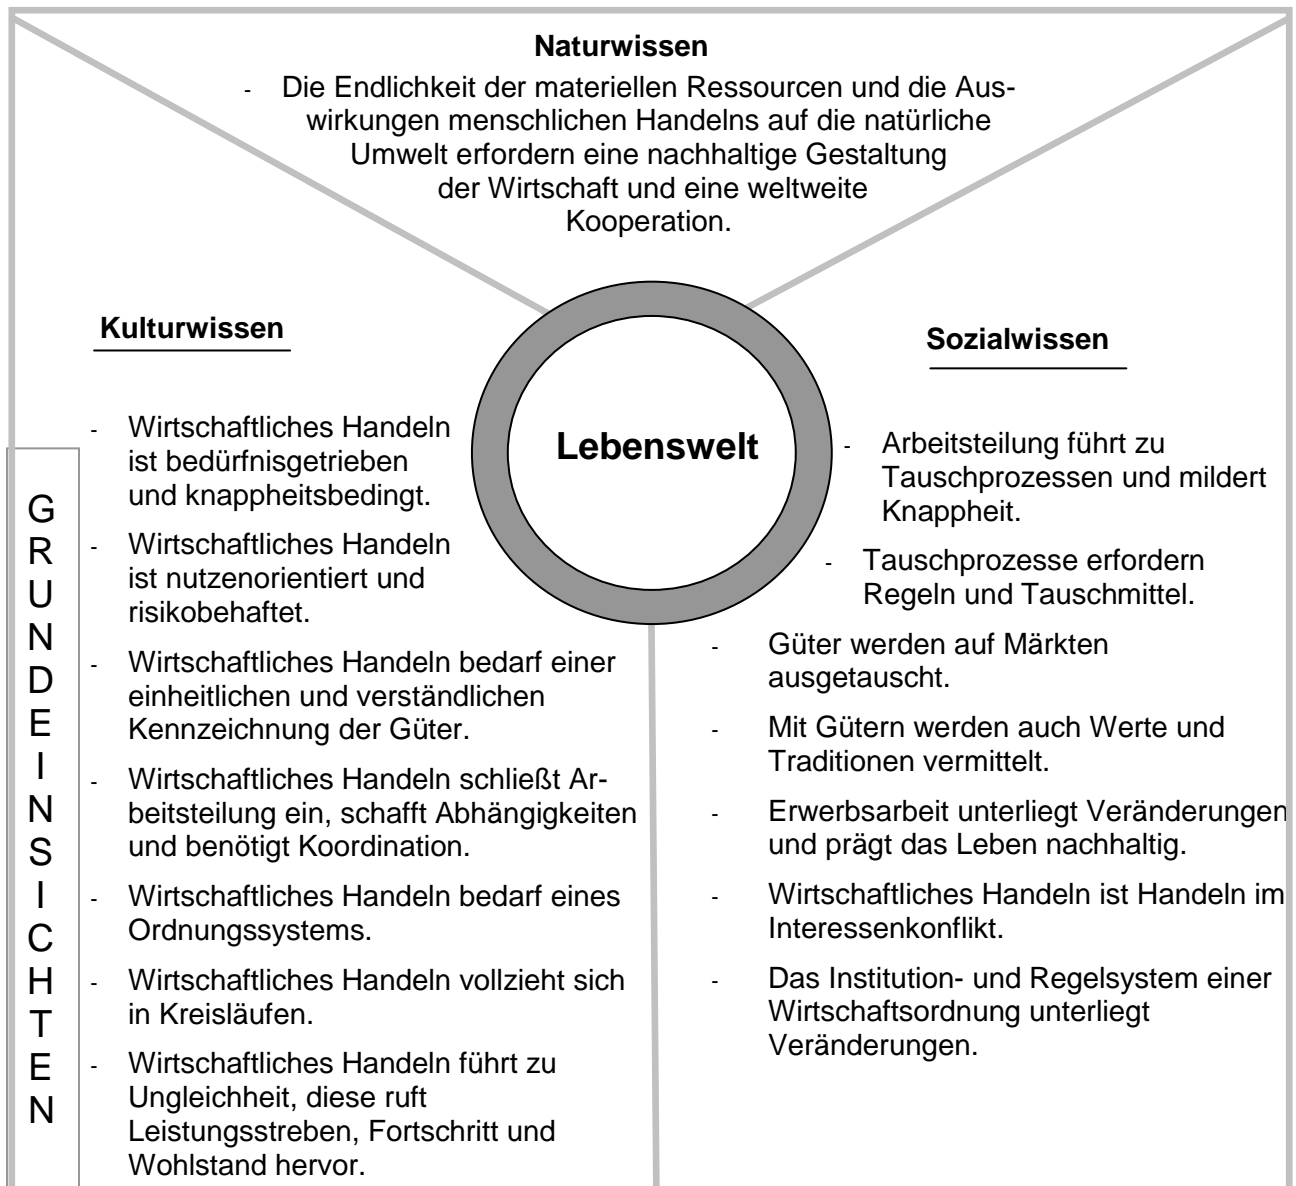 Naturwissen
- Die Endlichkeit der materiellen Ressourcen und die Aus-
wirkungen menschlichen Handelns auf die natürliche
Umwelt erfordern eine nachhaltige Gestaltung
der Wirtschaft und eine weltweite
Kooperation.
Kulturwissen
- Wirtschaftliches Handeln
ist bedürfnisgetrieben
und knappheitsbedingt.
- Wirtschaftliches Handeln
ist nutzenorientiert und
risikobehaftet.
- Wirtschaftliches Handeln bedarf einer
einheitlichen und verständlichen
Kennzeichnung der Güter.
- Wirtschaftliches Handeln schließt Ar-
beitsteilung ein, schafft Abhängigkeiten
und benötigt Koordination.
- Wirtschaftliches Handeln bedarf eines
Ordnungssystems.
- Wirtschaftliches Handeln vollzieht sich
in Kreisläufen.
- Wirtschaftliches Handeln führt zu
Ungleichheit, diese ruft
Leistungsstreben, Fortschritt und
Wohlstand hervor.
Lebenswelt
Sozialwissen
- Arbeitsteilung führt zu
Tauschprozessen und mildert
Knappheit.
- Tauschprozesse erfordern
Regeln und Tauschmittel.
- Güter werden auf Märkten
ausgetauscht.
- Mit Gütern werden auch Werte und
Traditionen vermittelt.
- Erwerbsarbeit unterliegt Veränderungen
und prägt das Leben nachhaltig.
- Wirtschaftliches Handeln ist Handeln im
Interessenkonflikt.
- Das Institution- und Regelsystem einer
Wirtschaftsordnung unterliegt
Veränderungen.
G
R
U
N
D
E
I
N
S
I
C
H
T
E
N